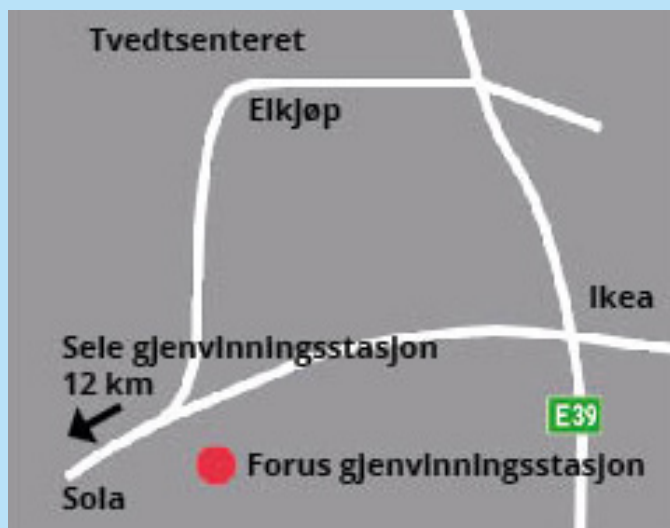 Tvedtsenteret
Elkjøp
Ikea
Sele gjenvinningsstasjon
12 km
E39
Forus gjenvinningsstasjon
Sola